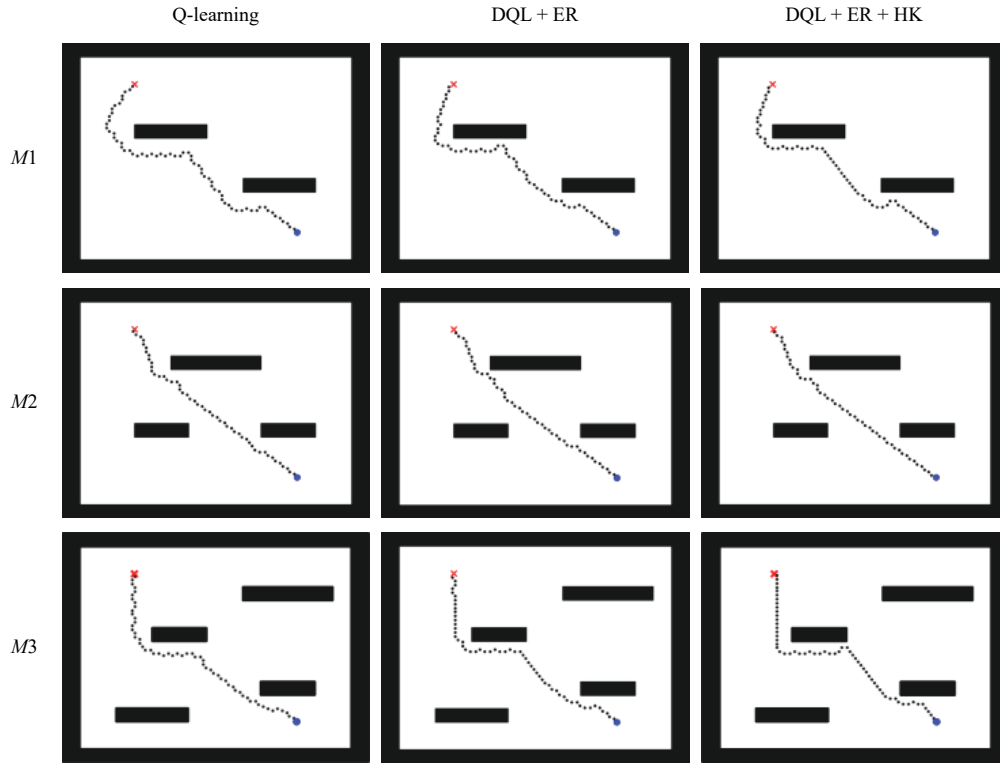 Q-learning
DQL + ER
DQL + ER + HK
M1
M2
M3